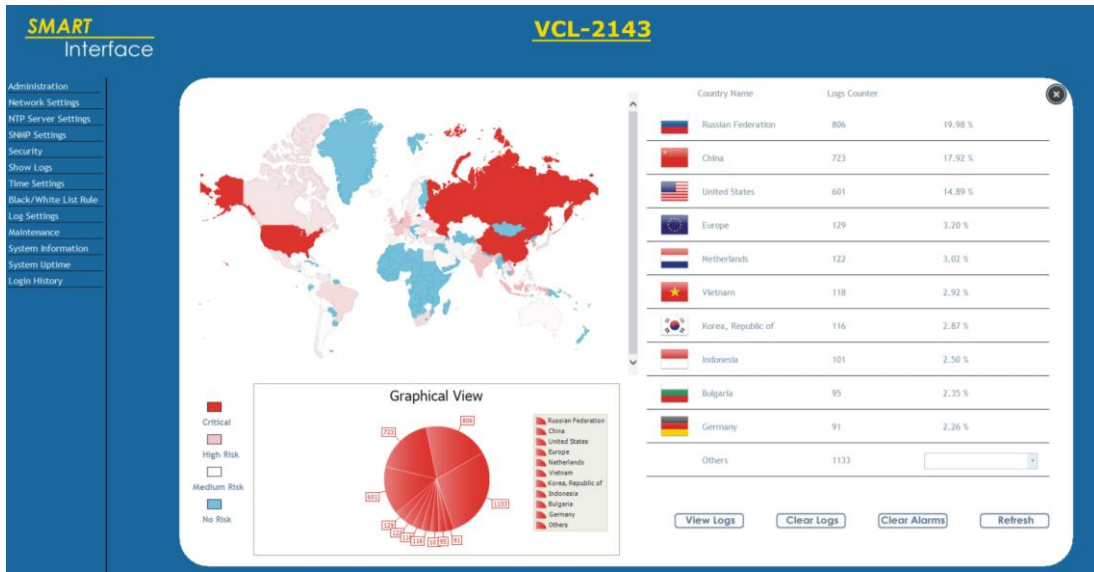 SMART
Interface
VCL-2143
Administration
Network Settings
NTP Server Settings
SNMP Settings
Security
Show Logs
Time Settings
Black/White List Rule
Log Settings
Maintenance
System Information
System Uptime
Login History
Country Name Logs Counter
Russian Federation 806 19.98 %
China 723 17.92 %
United States 601 14.89 %
Europe 129 3.20 %
Netherlands 122 3.02 %
Vietnam 118 2.92 %
Korea, Republic of 116 2.87 %
Indonesia 101 2.50 %
Bulgaria 95 2.35 %
Germany 91 2.26 %
Others 1133
Critical
High Risk
Medium Risk
No Risk
Graphical View
806
723
601
1133
129
116
95
91
Russian Federation
China
United States
Europe
Netherlands
Vietnam
Korea, Republic of
Indonesia
Bulgaria
Germany
Others
View Logs Clear Logs Clear Alarms Refresh